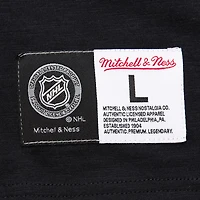 NHL
© NHL
Mitchell & Ness
Mitchell & Ness
L
MITCHELL & NESS NOSTALGIA CO.
AUTHENTIC LICENSED APPAREL
DESIGNED IN PHILADELPHIA, PA.
ESTABLISHED 1904
AUTHENTIC. PREMIUM. LEGENDARY.